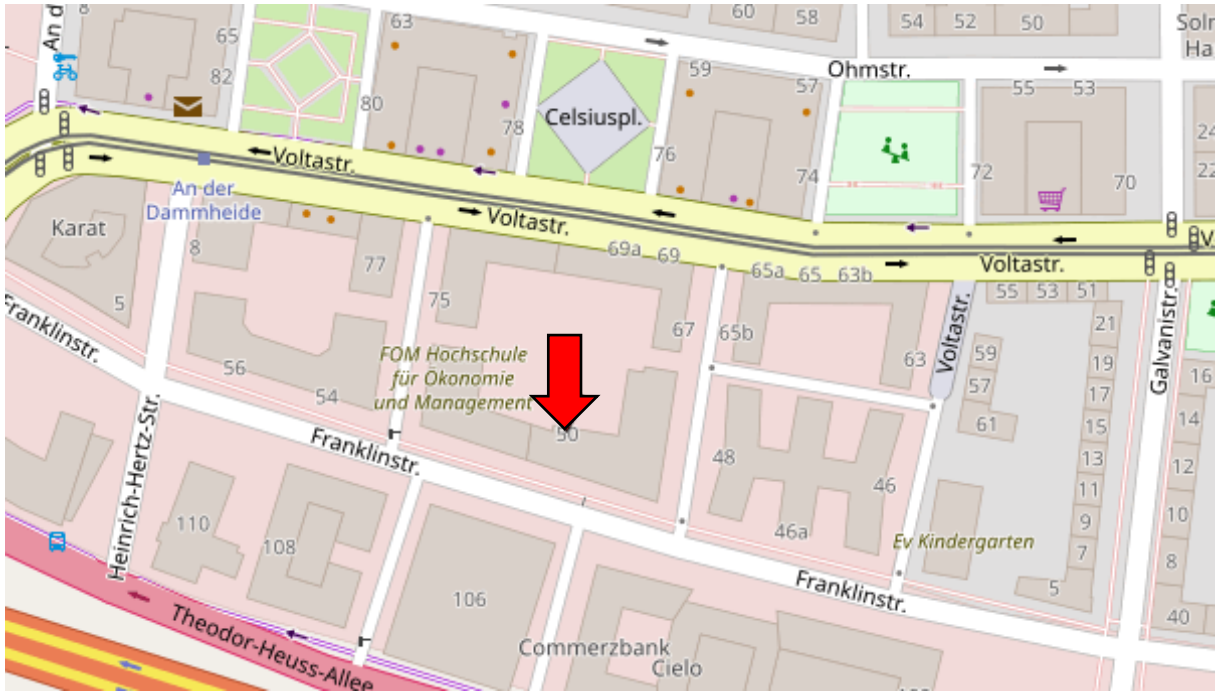 An d
8
65
82
63
80
78
60
58
54
52
50
Soln
Ha
59
57
Ohmstr.
55
53
Celsiuspl.
76
74
72
70
24
22
Voltastr.
An der
Dammheide
Karat
8
77
75
Voltastr.
69a
69
65a
65
63b
Voltastr.
V
5
Franklinstr.
56
54
FOM Hochschule
für Ökonomie
und Management
50
67
65b
63
Voltastr.
55
53
51
21
59
57
61
19
17
15
13
11
9
7
5
Galvanistr.
16
14
12
10
8
40
Franklinstr.
48
46
46a
Ev Kindergarten
Heinrich-Hertz-Str.
110
108
106
Franklinstr.
Theodor-Heuss-Allee
Commerzbank
Cielo